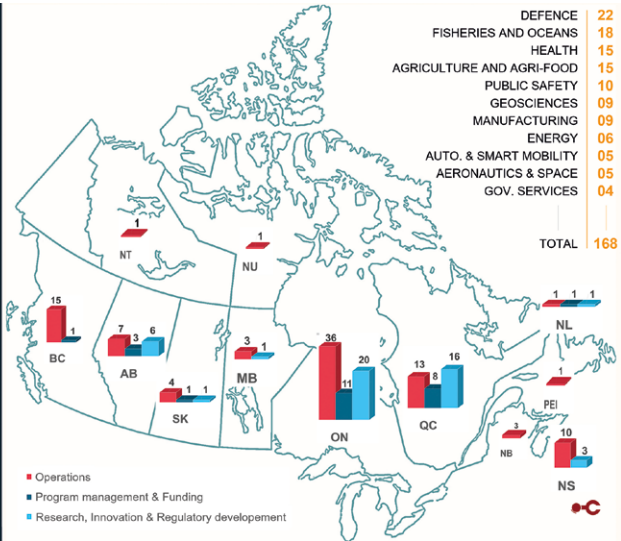 DEFENCE 22
FISHERIES AND OCEANS 18
HEALTH 15
AGRICULTURE AND AGRI-FOOD 15
PUBLIC SAFETY 10
GEOSCIENCES 09
MANUFACTURING 09
ENERGY 06
AUTO. & SMART MOBILITY 05
AERONAUTICS & SPACE 05
GOV. SERVICES 04
TOTAL 168
1
NT
1
NU
15 1
BC
7 3 6
AB
4 1 1
SK
3 1
MB
36 11 20
ON
13 8 16
QC
1 1 1
NL
1
PEI
3
NB
10 3
NS
Operations
Program management & Funding
Research, Innovation & Regulatory developement
C